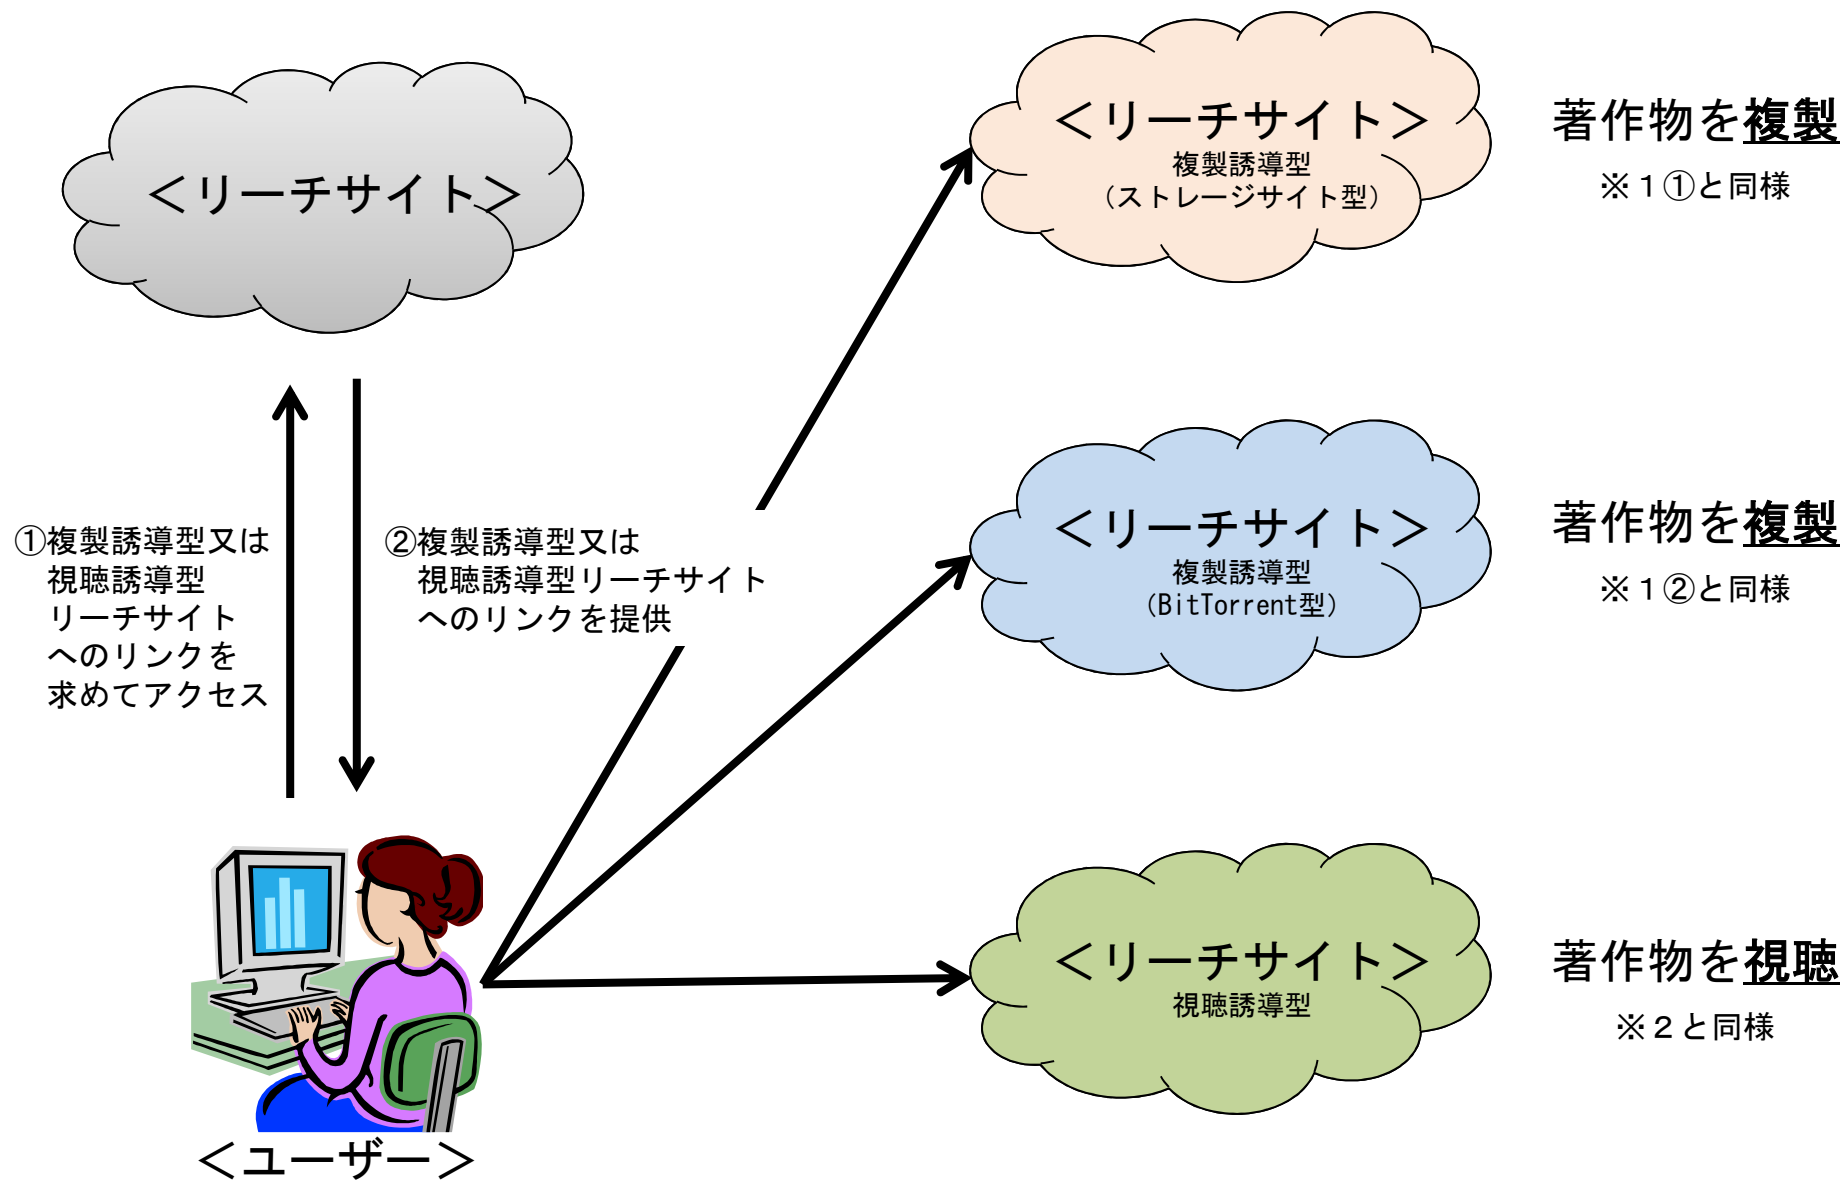 ＜リーチサイト＞
①複製誘導型又は
視聴誘導型
リーチサイト
へのリンクを
求めてアクセス
②複製誘導型又は
視聴誘導型リーチサイト
へのリンクを提供
＜ユーザー＞
＜リーチサイト＞
複製誘導型
（ストレージサイト型）
著作物を複製
※１①と同様
＜リーチサイト＞
複製誘導型
（BitTorrent型）
著作物を複製
※１②と同様
＜リーチサイト＞
視聴誘導型
著作物を視聴
※２と同様